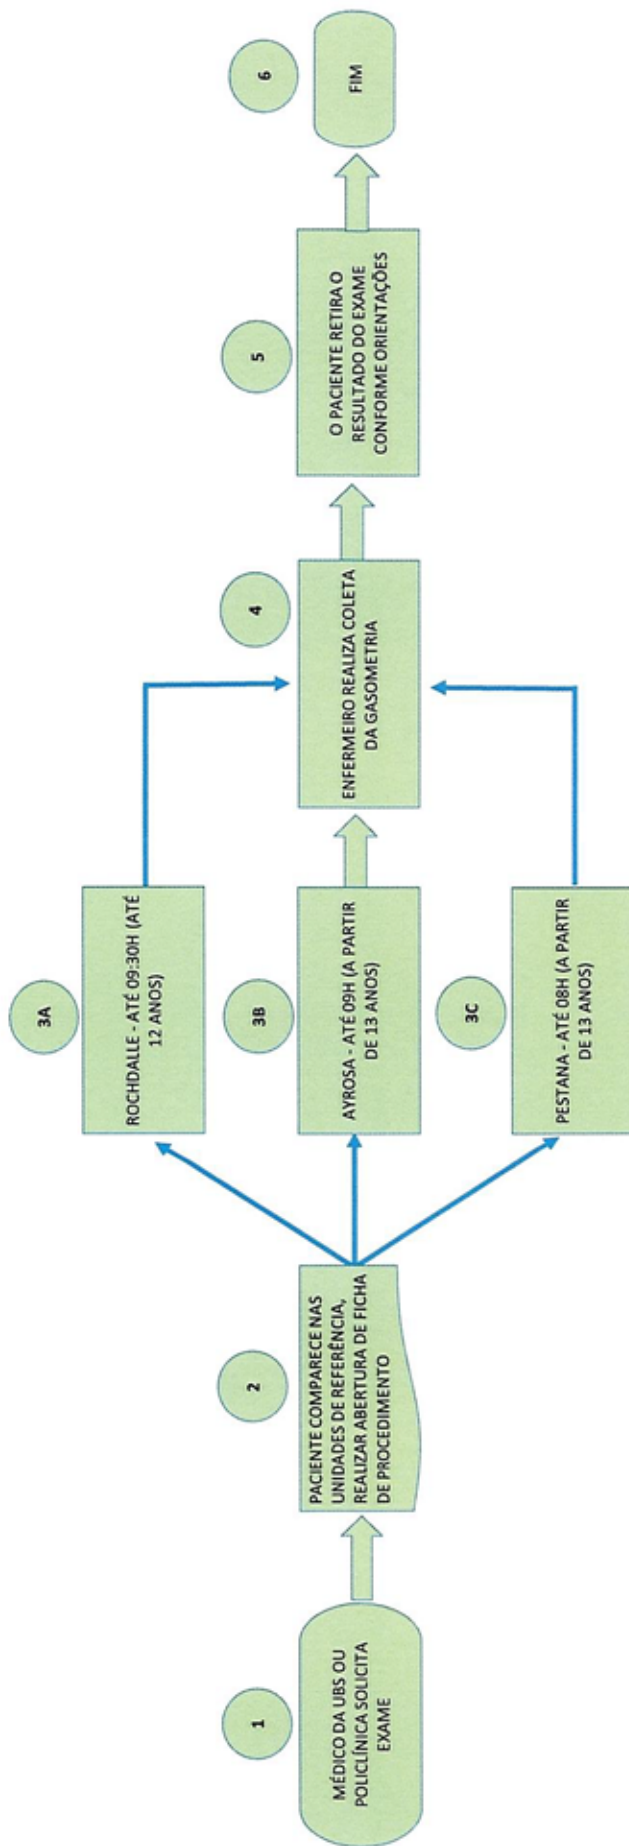 1
MÉDICO DA UBS OU
POLICLÍNICA SOLICITA
EXAME
2
PACIENTE COMPARECE NAS
UNIDADES DE REFERÊNCIA,
REALIZAR ABERTURA DE FICHA
DE PROCEDIMENTO
3A
ROCHDALLE - ATÉ 09:30H (ATÉ
12 ANOS)
3B
AYROSA - ATÉ 09H (A PARTIR
DE 13 ANOS)
3C
PESTANA - ATÉ 08H (A PARTIR
DE 13 ANOS)
4
ENFERMEIRO REALIZA COLETA
DA GASOMETRIA
5
O PACIENTE RETIRA O
RESULTADO DO EXAME
CONFORME ORIENTAÇÕES
6
FIM